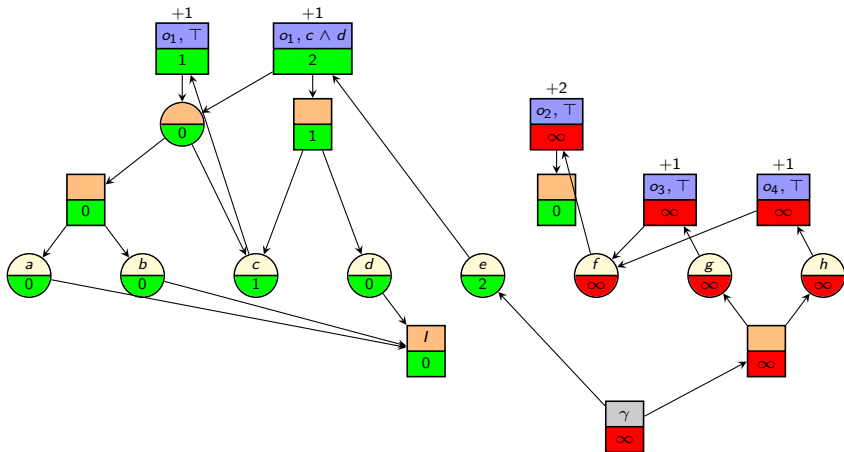 +1
+1
o₁, ⊤
o₁, c ∧ d
+2
1
2
o₂, ⊤
0
1
∞
+1
+1
o₃, ⊤
o₄, ⊤
0
0
∞
∞
a
b
c
d
e
f
g
h
0
0
1
0
2
∞
∞
∞
I
0
∞
γ
∞